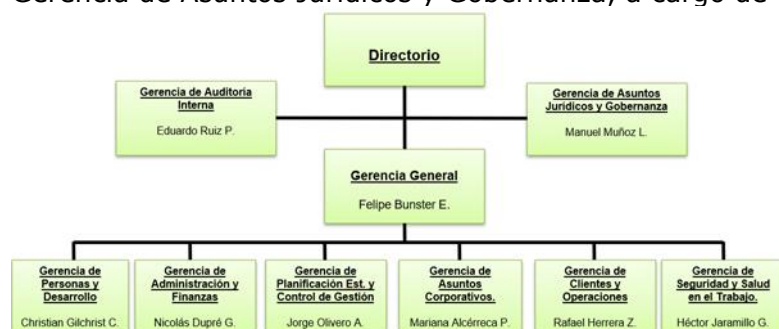 Gerencia de Asuntos Jurídicos y Gobernanza, a cargo de
Directorio
Gerencia de Auditoria
Interna
Eduardo Ruiz P.
Gerencia de Asuntos
Jurídicos y Gobernanza
Manuel Muñoz L.
Gerencia General
Felipe Bunster E.
Gerencia de
Personas y
Desarrollo
Christian Gilchrist C.
Gerencia de
Administración y
Finanzas
Nicolás Dupré G.
Gerencia de
Planificación Est. y
Control de Gestión
Jorge Olivero A.
Gerencia de
Asuntos
Corporativos.
Mariana Alcérreca P.
Gerencia de
Clientes y
Operaciones
Rafael Herrera Z.
Gerencia de
Seguridad y Salud
en el Trabajo.
Héctor Jaramillo G.